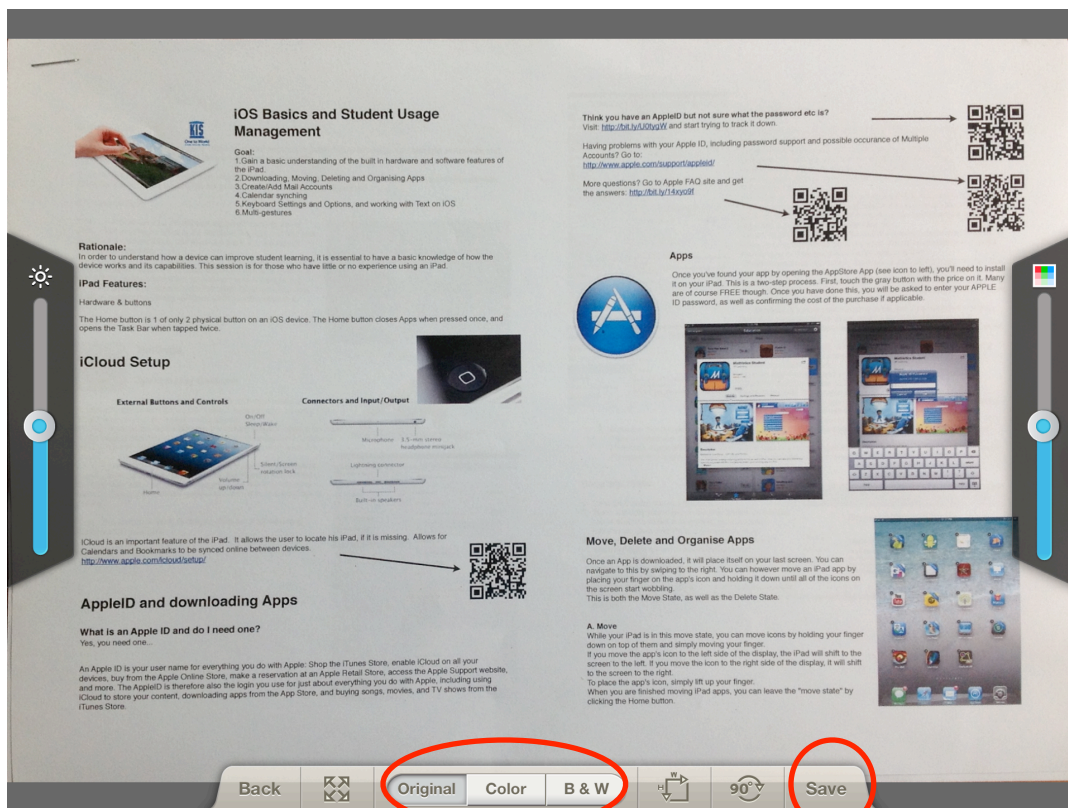 iOS Basics and Student Usage
Management
KIS
Goal:
1.Gain a basic understanding of the built in hardware and software features of
the iPad.
2.Downloading, Moving, Deleting and Organising Apps
3.Create/Add Mail Accounts
4.Calendar synching
5.Keyboard Settings and Options, and working with Text on iOS
6.Multi-gestures
Rationale:
In order to understand how a device can improve student learning, it is essential to have a basic knowledge of how the
device works and its capabilities. This session is for those who have little or no experience using an iPad.
iPad Features:
Hardware & buttons
The Home button is 1 of only 2 physical button on an iOS device. The Home button closes Apps when pressed once, and
opens the Task Bar when tapped twice.
iCloud Setup
External Buttons and Controls
Connectors and Input/Output
On/Off
Sleep/Wake
Silent/Screen
rotation lock
Volume
up/down
Home
Microphone
3.5-mm stereo
headphone minijack
Lightning connector
Built-in speakers
ICloud is an important feature of the iPad. It allows the user to locate his iPad, if it is missing. Allows for
Calendars and Bookmarks to be synced online between devices.
http://www.apple.com/icloud/setup/
AppleID and downloading Apps
What is an Apple ID and do I need one?
Yes, you need one...
An Apple ID is your user name for everything you do with Apple: Shop the iTunes Store, enable iCloud on all your
devices, buy from the Apple Online Store, make a reservation at an Apple Retail Store, access the Apple Support website,
and more. The AppleID is therefore also the login you use for just about everything you do with Apple, including using
iCloud to store your content, downloading apps from the App Store, and buying songs, movies, and TV shows from the
iTunes Store.
Think you have an AppleID but not sure what the password etc is?
Visit: http://bit.ly/U0tygW and start trying to track it down.
Having problems with your Apple ID, including password support and possible occurance of Multiple
Accounts? Go to:
http://www.apple.com/support/appleid/
More questions? Go to Apple FAQ site and get
the answers: http://bit.ly/14xyo9f
Apps
Once you've found your app by opening the AppStore App (see icon to left), you'll need to install
it on your iPad. This is a two-step process. First, touch the gray button with the price on it. Many
are of course FREE though. Once you have done this, you will be asked to enter your APPLE
ID password, as well as confirming the cost of the purchase if applicable.
Move, Delete and Organise Apps
Once an App is downloaded, it will place itself on your last screen. You can
navigate to this by swiping to the right. You can however move an iPad app by
placing your finger on the app's icon and holding it down until all of the icons on
the screen start wobbling.
This is both the Move State, as well as the Delete State.
A. Move
While your iPad is in this move state, you can move icons by holding your finger
down on top of them and simply moving your finger.
If you move the app's icon to the left side of the display, the iPad will shift to the
screen to the left. If you move the icon to the right side of the display, it will shift
to the screen to the right.
To place the app's icon, simply lift up your finger.
When you are finished moving iPad apps, you can leave the "move state" by
clicking the Home button.
Back
Original
Color
B & W
W
H
90°
Save